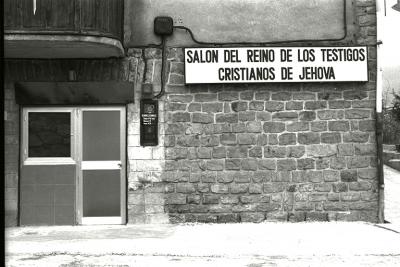 SALON DEL REINO DE LOS TESTIGOS
CRISTIANOS DE JEHOVA